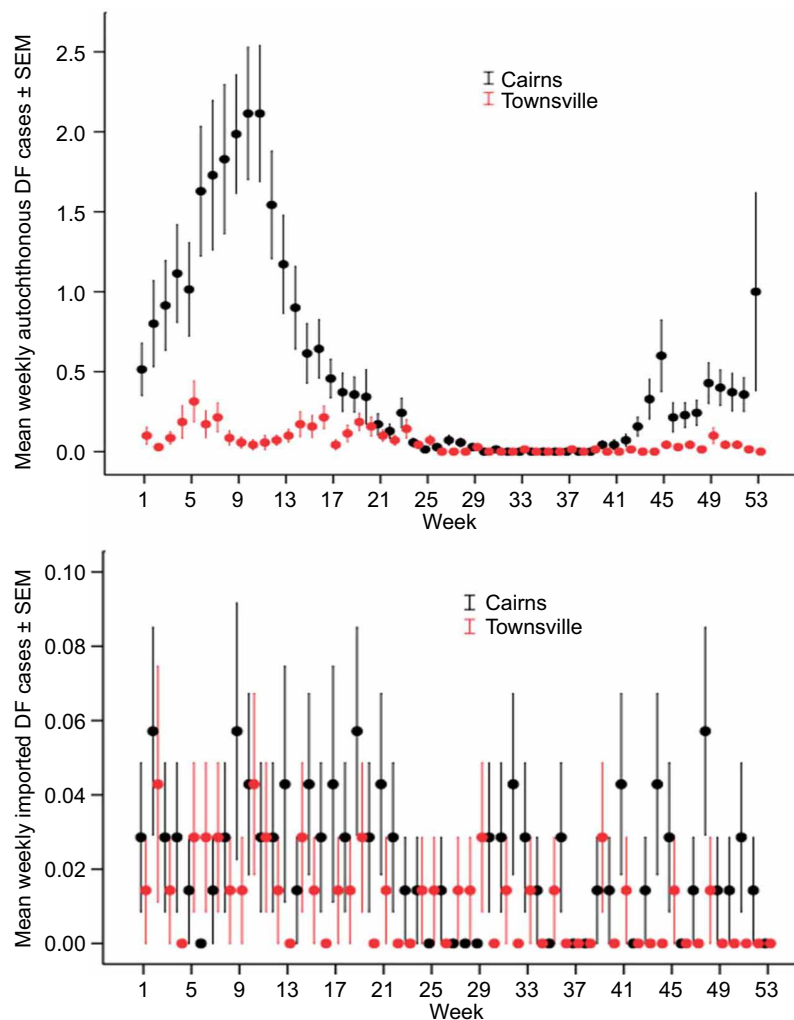 Mean weekly autochthonous DF cases ± SEM
2.5
2.0
1.5
1.0
0.5
0.0
Cairns
Townsville
1 5 9 13 17 21 25 29 33 37 41 45 49 53
Week
Mean weekly imported DF cases ± SEM
0.10
0.08
0.06
0.04
0.02
0.00
Cairns
Townsville
1 5 9 13 17 21 25 29 33 37 41 45 49 53
Week